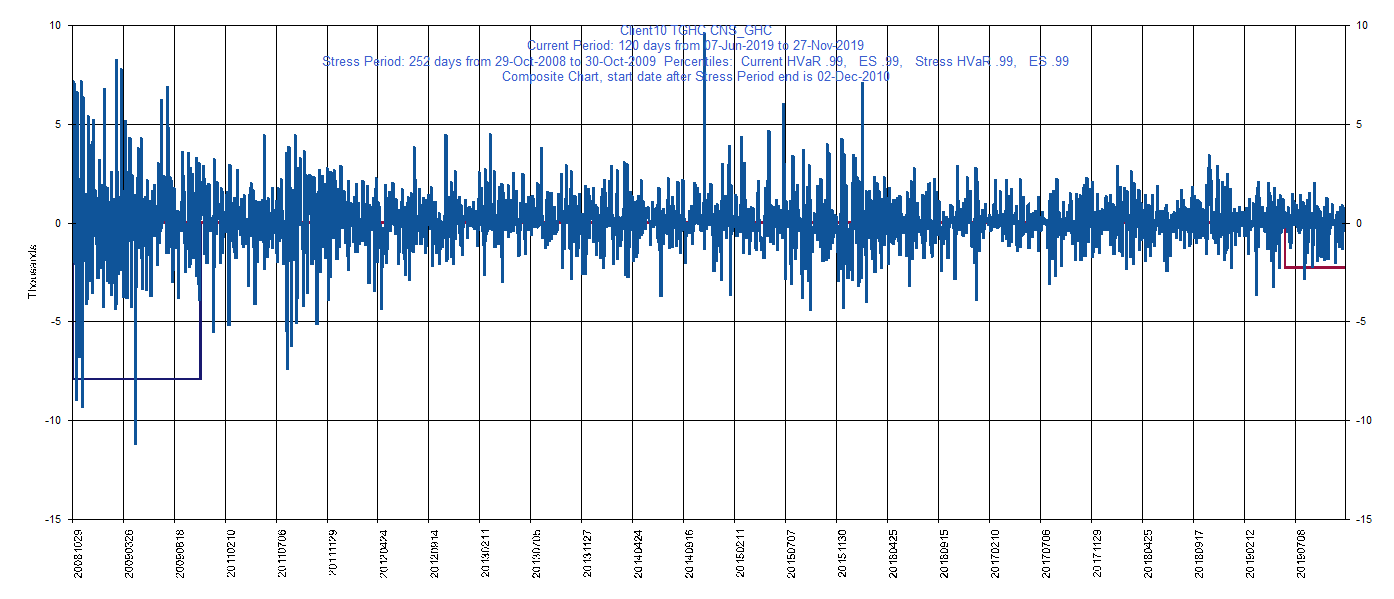 Client10 TGHC CNS_GHC
Current Period: 120 days from 07-Jun-2019 to 27-Nov-2019
Stress Period: 252 days from 29-Oct-2008 to 30-Oct-2009 Percentiles: Current HVaR .99, ES .99, Stress HVaR .99, ES .99
Composite Chart, start date after Stress Period end is 02-Dec-2010
10 10
5 5
0 0
-5 -5
-10 -10
-15 -15
Thousands
20081029 20090326 20090818 20110210 20110706 20111129 20120424 20120914 20130211 20130705 20131127 20140424 20140916 20150211 20150707 20151130 20160425 20160915 20170210 20170706 20171129 20180425 20180917 20190212 20190708